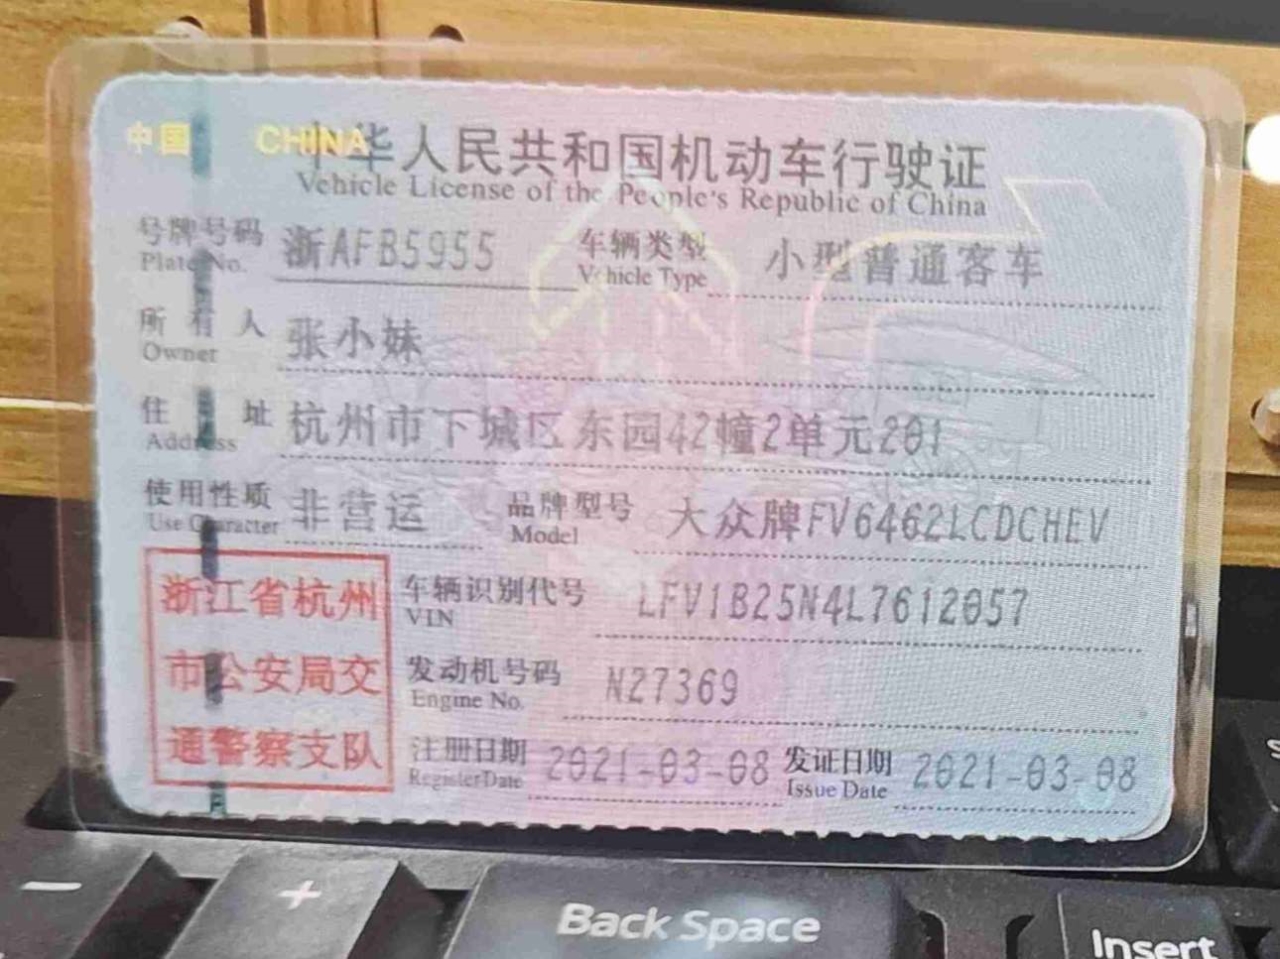 中国 CHINA
中华人民共和国机动车行驶证
Vehicle License of the People's Republic of China
号牌号码 浙AFB5955 车辆类型 小型普通客车
Plate No. Vehicle Type
所有人 张小妹
Owner
住址 杭州市下城区东园42幢2单元201
Address
使用性质 非营运 品牌型号 大众牌FV6462LCDCHEV
Use Character Model
浙江省杭州
市公安局交
通警察支队
车辆识别代号 LFV1B25N4L7612057
VIN
发动机号码 N27369
Engine No.
注册日期 2021-03-08 发证日期 2021-03-08
Register Date Issue Date
-
+
Back Space
Insert